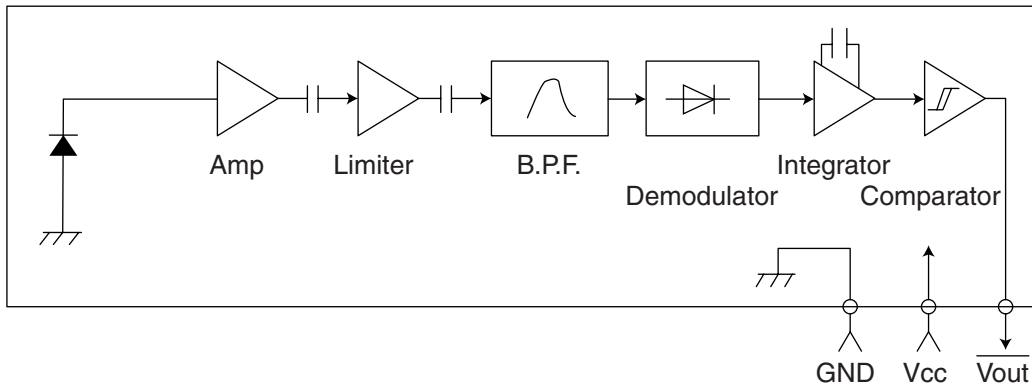 Amp
Limiter
B.P.F.
Demodulator
Integrator
Comparator
GND
Vcc
Vout